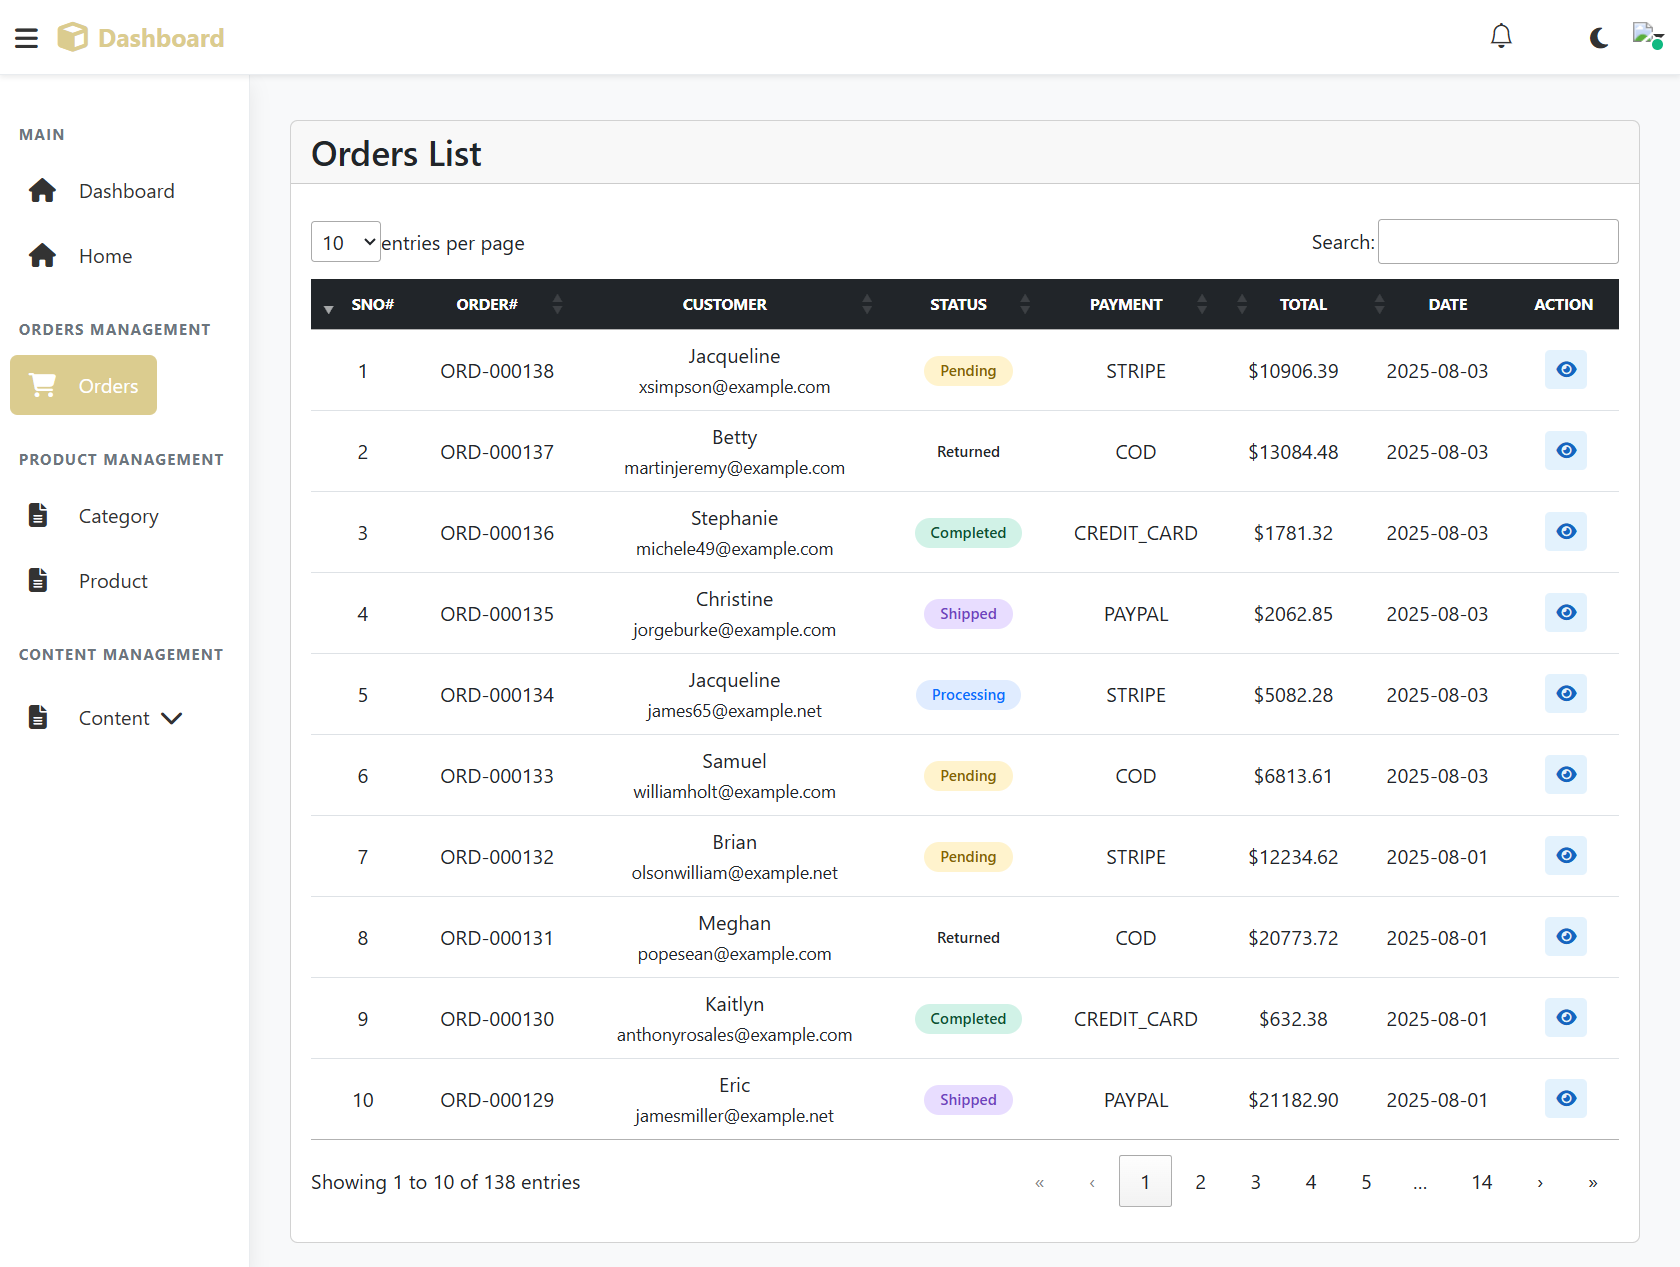 Dashboard
MAIN
Dashboard
Home
ORDERS MANAGEMENT
Orders
PRODUCT MANAGEMENT
Category
Product
CONTENT MANAGEMENT
Content
Orders List
10 entries per page
Search:
SNO# ORDER# CUSTOMER STATUS PAYMENT TOTAL DATE ACTION
1 ORD-000138 Jacqueline Pending STRIPE $10906.39 2025-08-03
xsimpson@example.com
2 ORD-000137 Betty Returned COD $13084.48 2025-08-03
martinjeremy@example.com
3 ORD-000136 Stephanie Completed CREDIT_CARD $1781.32 2025-08-03
michele49@example.com
4 ORD-000135 Christine Shipped PAYPAL $2062.85 2025-08-03
jorgeburke@example.com
5 ORD-000134 Jacqueline Processing STRIPE $5082.28 2025-08-03
james65@example.net
6 ORD-000133 Samuel Pending COD $6813.61 2025-08-03
williamholt@example.com
7 ORD-000132 Brian Pending STRIPE $12234.62 2025-08-01
olsonwilliam@example.net
8 ORD-000131 Meghan Returned COD $20773.72 2025-08-01
popesean@example.com
9 ORD-000130 Kaitlyn Completed CREDIT_CARD $632.38 2025-08-01
anthonyrosales@example.com
10 ORD-000129 Eric Shipped PAYPAL $21182.90 2025-08-01
jamesmiller@example.net
Showing 1 to 10 of 138 entries « ‹ 1 2 3 4 5 … 14 › »